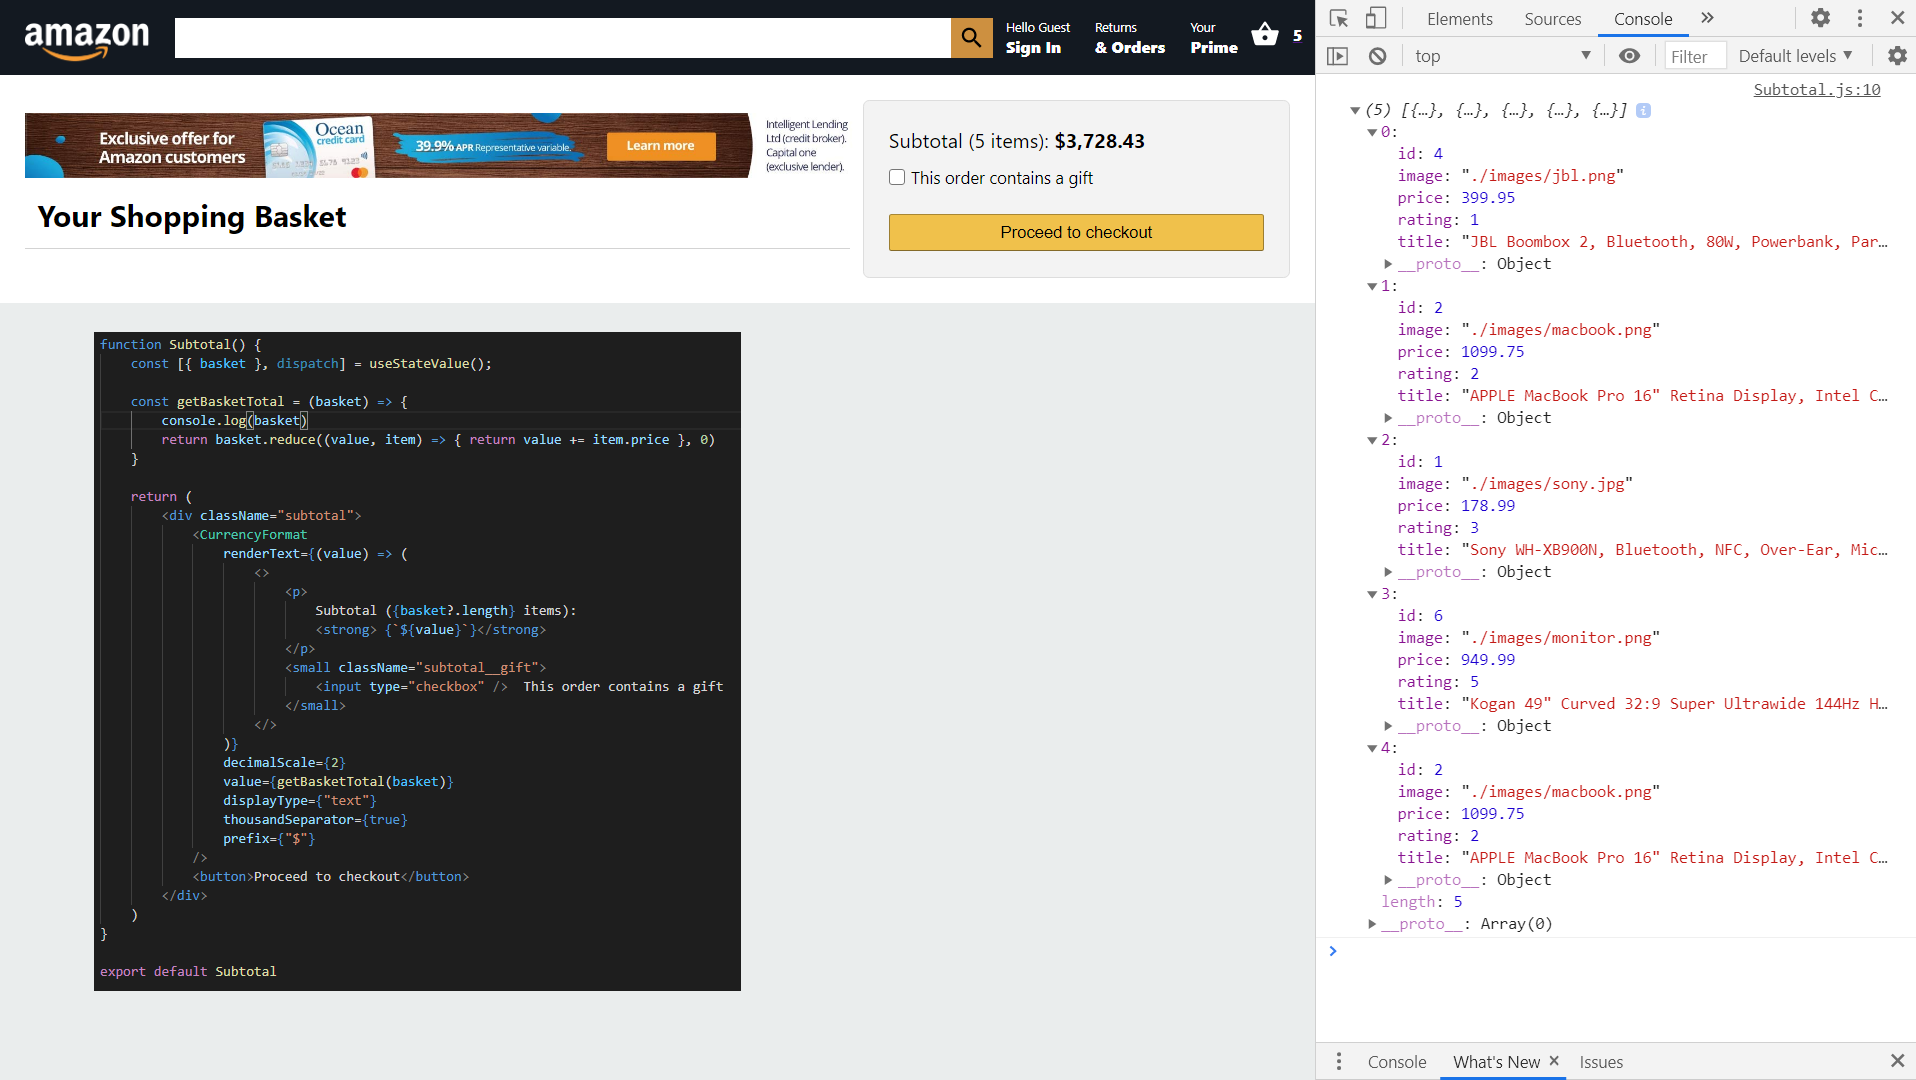 amazon
Hello Guest
Sign In
Returns
& Orders
Your
Prime
5
Exclusive offer for
Amazon customers
Ocean
credit card
39.9% APR Representative variable.
Learn more
Intelligent Lending
Ltd (credit broker).
Capital one
(exclusive lender).
Your Shopping Basket
Subtotal (5 items): $3,728.43
This order contains a gift
Proceed to checkout
function Subtotal() {
const [{ basket }, dispatch] = useStateValue();
const getBasketTotal = (basket) => {
console.log(basket)
return basket.reduce((value, item) => { return value += item.price }, 0)
}
return (
<div className="subtotal">
<CurrencyFormat
renderText={(value) => (
<>
<p>
Subtotal ({basket?.length} items):
<strong> {`${value}`}</strong>
</p>
<small className="subtotal__gift">
<input type="checkbox" />  This order contains a gift
</small>
</>
)}
decimalScale={2}
value={getBasketTotal(basket)}
displayType={"text"}
thousandSeparator={true}
prefix={"$"}
/>
<button>Proceed to checkout</button>
</div>
)
}
export default Subtotal
Elements
Sources
Console
top
Filter
Default levels
Subtotal.js:10
(5) [{…}, {…}, {…}, {…}, {…}]
0:
id: 4
image: "./images/jbl.png"
price: 399.95
rating: 1
title: "JBL Boombox 2, Bluetooth, 80W, Powerbank, Par…
__proto__: Object
1:
id: 2
image: "./images/macbook.png"
price: 1099.75
rating: 2
title: "APPLE MacBook Pro 16" Retina Display, Intel C…
__proto__: Object
2:
id: 1
image: "./images/sony.jpg"
price: 178.99
rating: 3
title: "Sony WH-XB900N, Bluetooth, NFC, Over-Ear, Mic…
__proto__: Object
3:
id: 6
image: "./images/monitor.png"
price: 949.99
rating: 5
title: "Kogan 49" Curved 32:9 Super Ultrawide 144Hz H…
__proto__: Object
4:
id: 2
image: "./images/macbook.png"
price: 1099.75
rating: 2
title: "APPLE MacBook Pro 16" Retina Display, Intel C…
__proto__: Object
length: 5
__proto__: Array(0)
Console
What's New
Issues